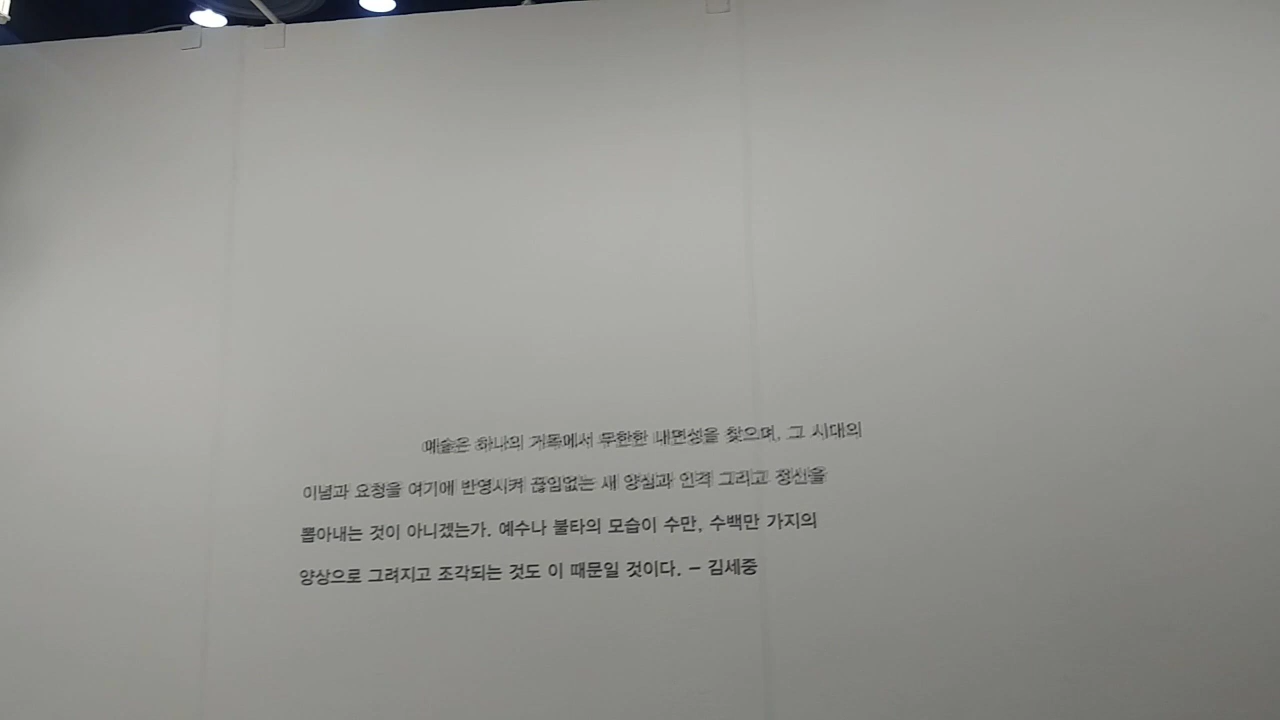 예술은 하나의 거목에서 무한한 내면성을 찾으며, 그 시대의
이념과 요청을 여기에 반영시켜 끊임없는 새 양심과 인격 그리고 정신을
뽑아내는 것이 아니겠는가. 예수나 불타의 모습이 수만, 수백만 가지의
양상으로 그려지고 조각되는 것도 이 때문일 것이다. – 김세중